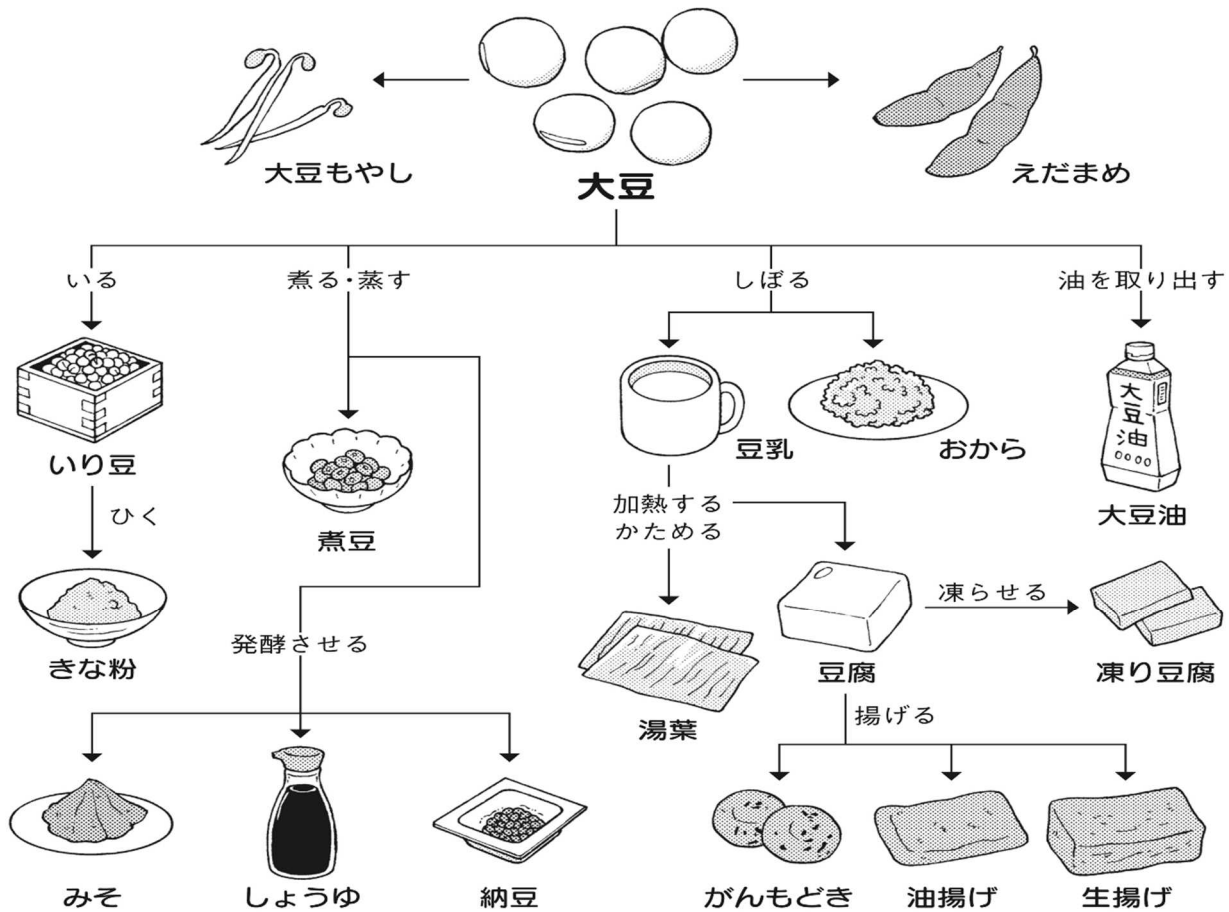 大豆もやし
大豆
えだまめ
いる
煮る・蒸す
しぼる
油を取り出す
いり豆
ひく
きな粉
煮豆
発酵させる
みそ
しょうゆ
納豆
豆乳
おから
加熱する
かためる
湯葉
豆腐
凍らせる
凍り豆腐
揚げる
がんもどき
油揚げ
生揚げ
大豆油
大豆油